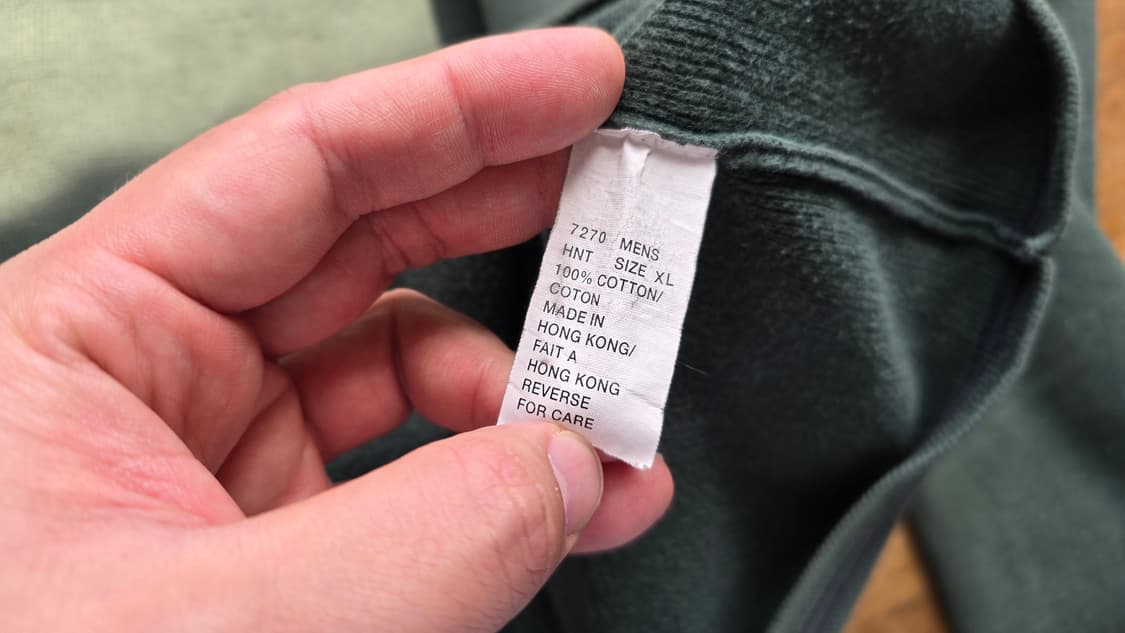 7270 MENS
HNT SIZE XL
100% COTTON/
COTON
MADE IN
HONG KONG/
FAIT A
HONG KONG
REVERSE
FOR CARE